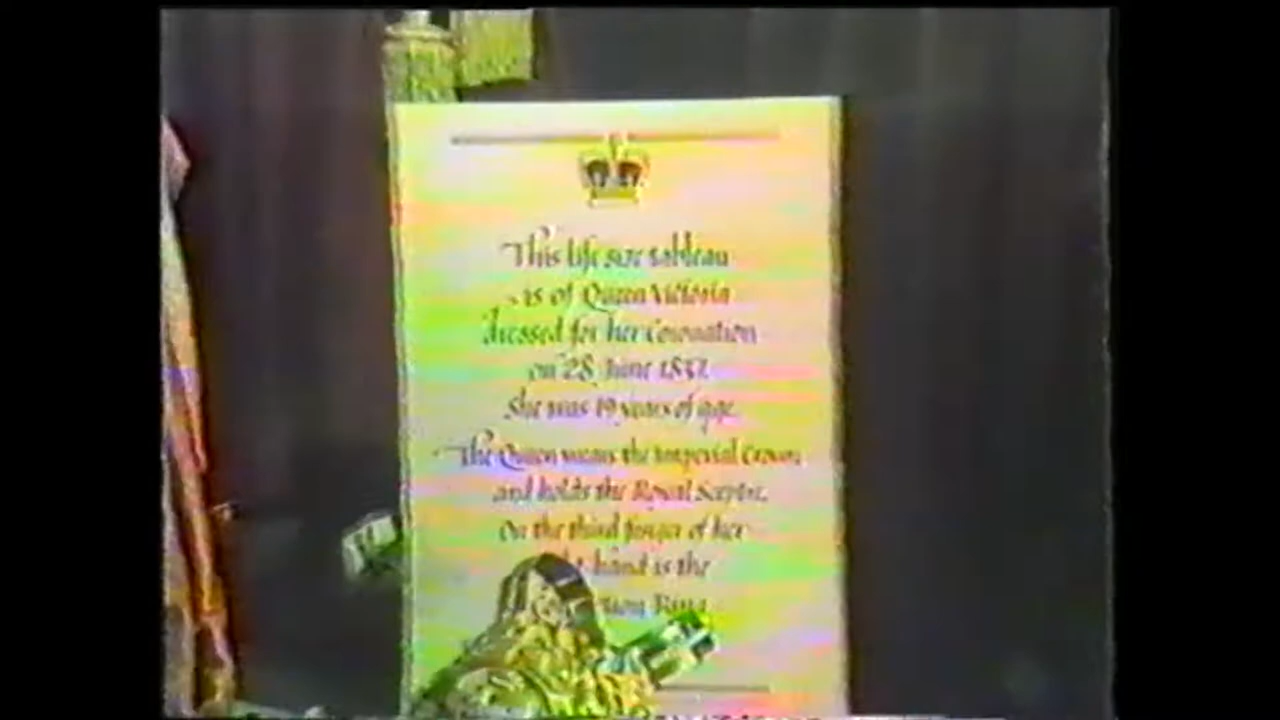 This life size tableau
is of Queen Victoria
dressed for her Coronation
on 28 June 1837.
She was 19 years of age.
The Queen wears the Imperial Crown
and holds the Royal Sceptre.
On the third finger of her
hand is the
Ring